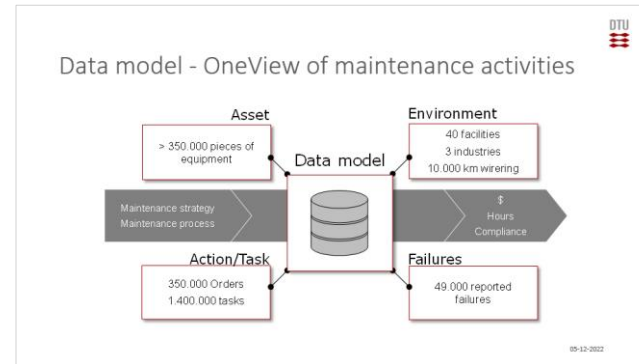 DTU
Data model - OneView of maintenance activities
Asset
> 350.000 pieces of
equipment
Environment
40 facilities
3 industries
10.000 km wirering
Data model
Maintenance strategy
Maintenance process
$
Hours
Compliance
Action/Task
350.000 Orders
1.400.000 tasks
Failures
49.000 reported
failures
05-12-2022